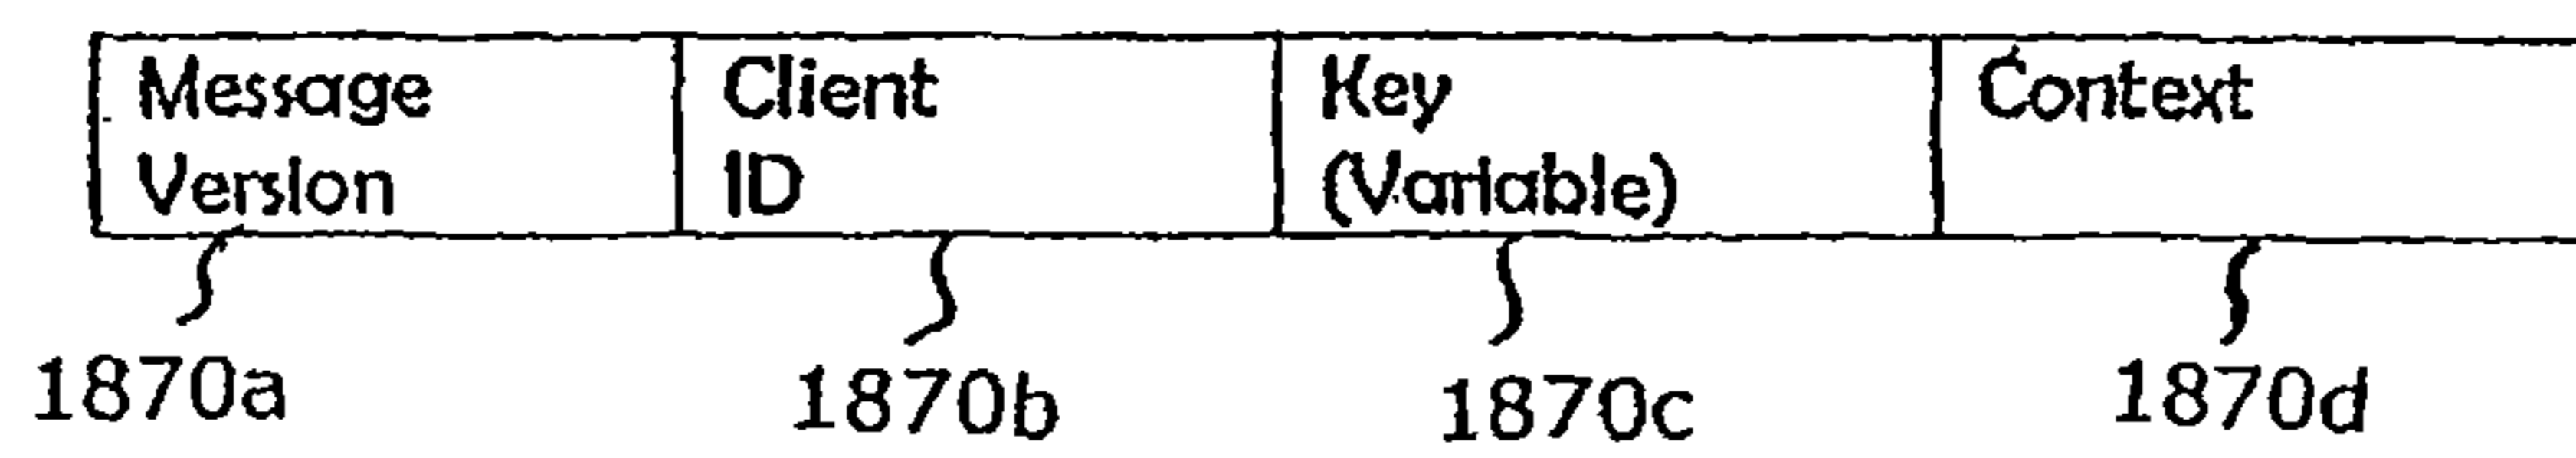 Message
Version
Client
ID
Key
(Variable)
Context
1870a
1870b
1870c
1870d